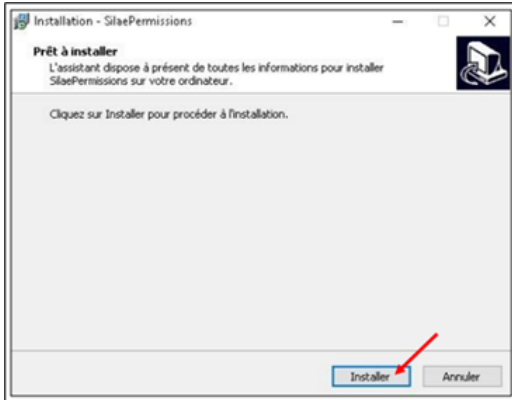 Installation - SilaePermissions
Prêt à installer
L'assistant dispose à présent de toutes les informations pour installer
SilaePermissions sur votre ordinateur.
Cliquez sur Installer pour procéder à l'installation.
Installer
Annuler